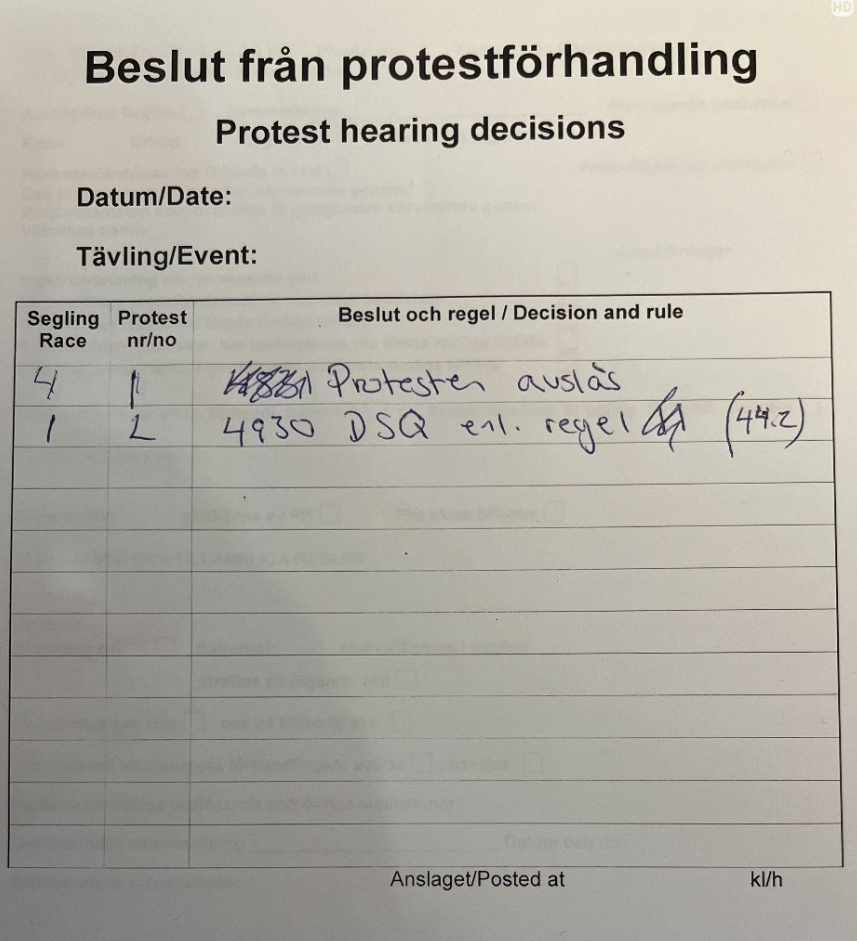 HD
Beslut från protestförhandling
Protest hearing decisions
Datum/Date:
Tävling/Event:
Segling Protest Beslut och regel / Decision and rule
Race nr/no
4 1 Protesten avslås
1 2 4930 DSQ enl. regel (44.2)
Anslaget/Posted at kl/h